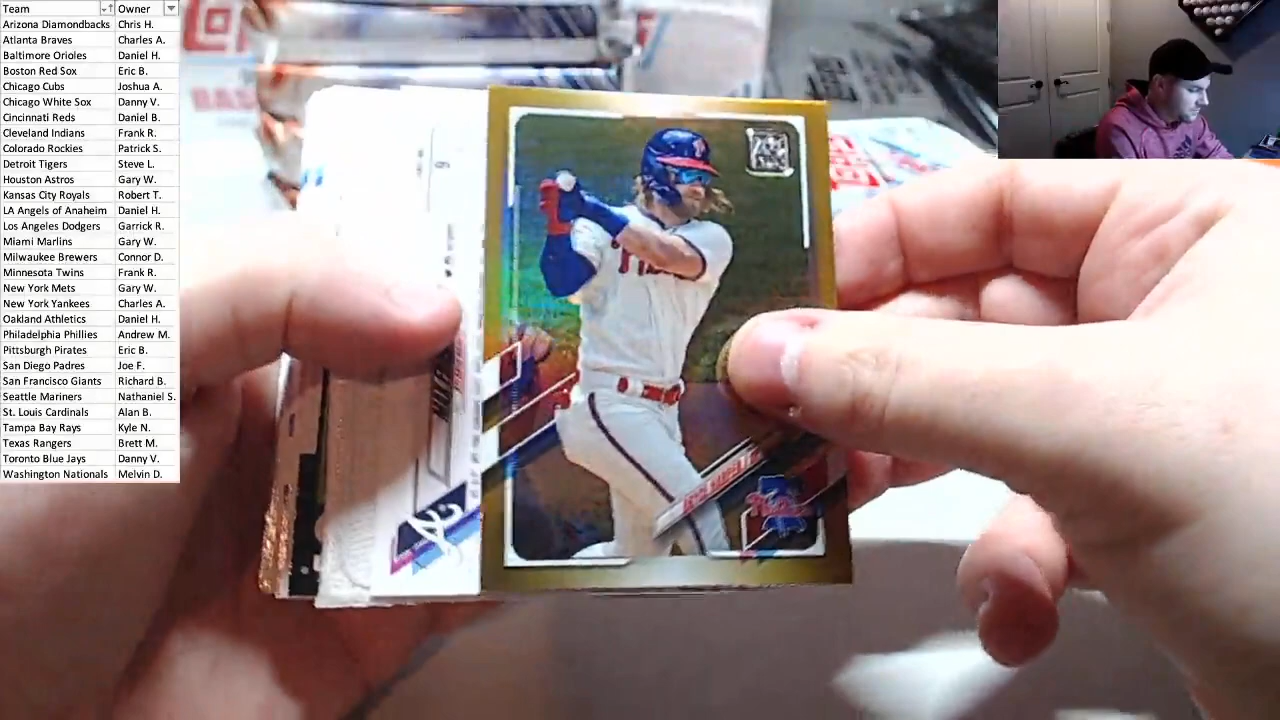 Team Owner
Arizona Diamondbacks Chris H.
Atlanta Braves Charles A.
Baltimore Orioles Daniel H.
Boston Red Sox Eric B.
Chicago Cubs Joshua A.
Chicago White Sox Danny V.
Cincinnati Reds Daniel B.
Cleveland Indians Frank R.
Colorado Rockies Patrick S.
Detroit Tigers Steve L.
Houston Astros Gary W.
Kansas City Royals Robert T.
LA Angels of Anaheim Daniel H.
Los Angeles Dodgers Garrick R.
Miami Marlins Gary W.
Milwaukee Brewers Connor D.
Minnesota Twins Frank R.
New York Mets Gary W.
New York Yankees Charles A.
Oakland Athletics Daniel H.
Philadelphia Phillies Andrew M.
Pittsburgh Pirates Eric B.
San Diego Padres Joe F.
San Francisco Giants Richard B.
Seattle Mariners Nathaniel S.
St. Louis Cardinals Alan B.
Tampa Bay Rays Kyle N.
Texas Rangers Brett M.
Toronto Blue Jays Danny V.
Washington Nationals Melvin D.
Phillies